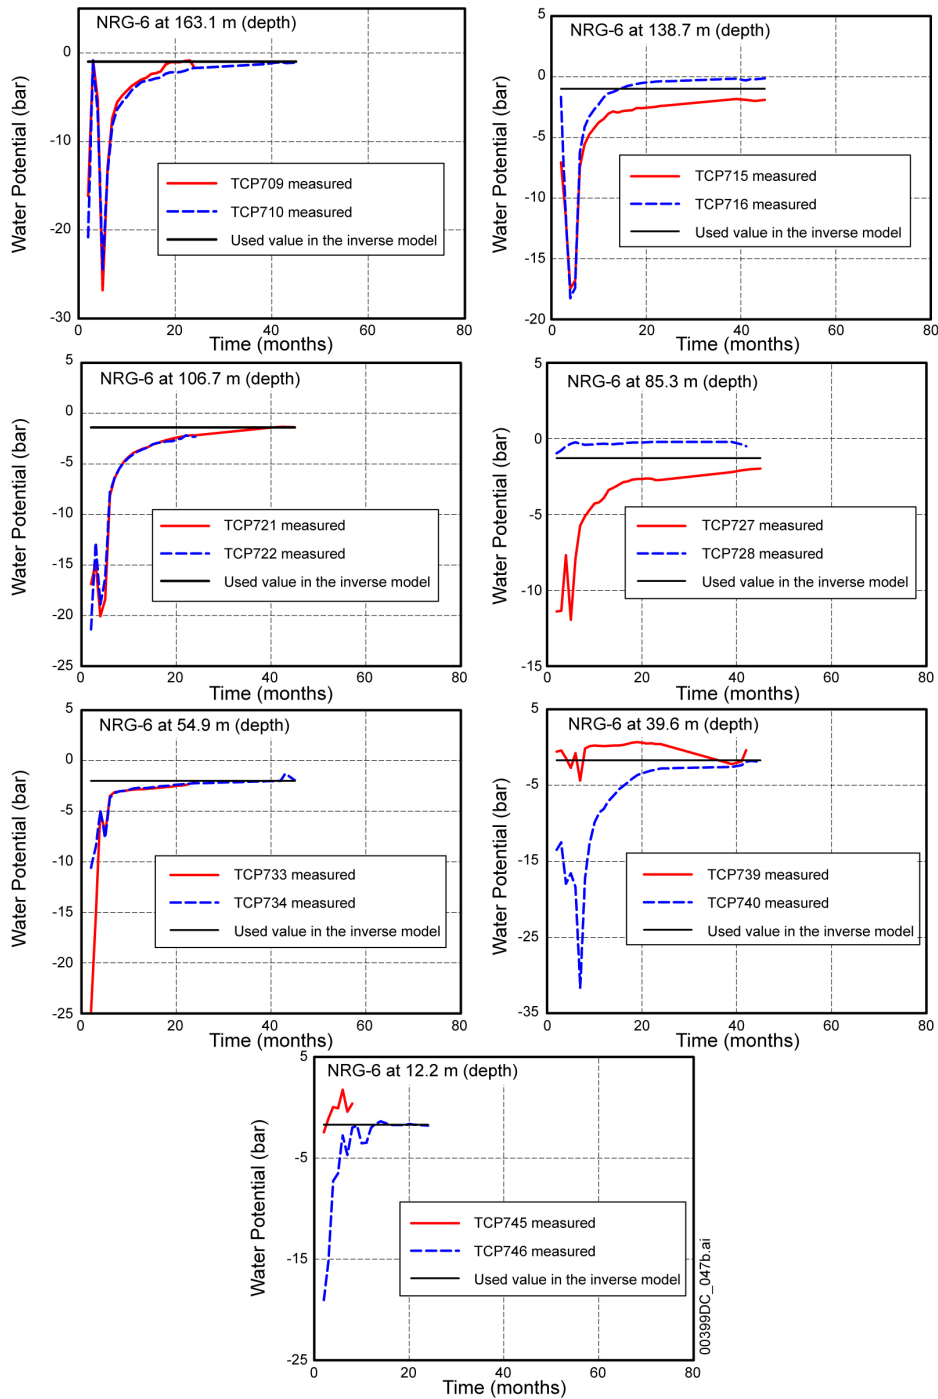 NRG-6 at 163.1 m (depth)
Water Potential (bar)
0
-10
-20
-30
TCP709 measured
TCP710 measured
Used value in the inverse model
0
20
40
60
80
Time (months)
NRG-6 at 138.7 m (depth)
Water Potential (bar)
5
0
-5
-10
-15
-20
TCP715 measured
TCP716 measured
Used value in the inverse model
0
20
40
60
80
Time (months)
NRG-6 at 106.7 m (depth)
Water Potential (bar)
5
0
-5
-10
-15
-20
-25
TCP721 measured
TCP722 measured
Used value in the inverse model
0
20
40
60
80
Time (months)
NRG-6 at 85.3 m (depth)
Water Potential (bar)
5
0
-5
-10
-15
TCP727 measured
TCP728 measured
Used value in the inverse model
0
20
40
60
80
Time (months)
NRG-6 at 54.9 m (depth)
Water Potential (bar)
5
0
-5
-10
-15
-20
-25
TCP733 measured
TCP734 measured
Used value in the inverse model
0
20
40
60
80
Time (months)
NRG-6 at 39.6 m (depth)
Water Potential (bar)
5
-5
-15
-25
-35
TCP739 measured
TCP740 measured
Used value in the inverse model
0
20
40
60
80
Time (months)
NRG-6 at 12.2 m (depth)
Water Potential (bar)
5
-5
-15
-25
TCP745 measured
TCP746 measured
Used value in the inverse model
0
20
40
60
80
Time (months)
00399DC_047b.ai